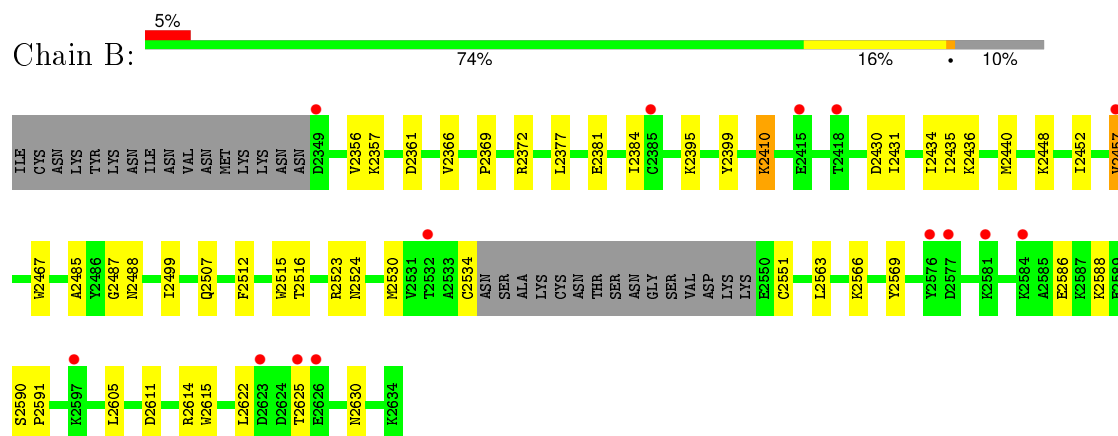 5%
Chain B:
74% 16% • 10%
ILE CYS ASN LYS TYR LYS ASN ILE ASN VAL ASN MET LYS LYS ASN ASN D2349 V2356 K2357 D2361 V2366 P2369 R2372 L2377 E2381 I2384 C2385 K2395 Y2399 K2410 E2415 T2418 D2430 I2431 I2434 I2435 K2436 M2440 K2448 I2452 V2457
W2467 A2485 Y2486 G2487 N2488 I2499 Q2507 F2512 W2515 T2516 R2523 N2524 M2530 V2531 T2532 A2533 C2534 ASN SER ALA LYS CYS ASN THR SER ASN GLY SER VAL ASP LYS LYS E2550 C2551 L2563 K2566 Y2569 Y2576 D2577 K2581 K2584 A2585 E2586 K2587 K2588
S2590 P2591 K2597 L2605 D2611 R2614 W2615 L2622 D2623 D2624 T2625 E2626 N2630 K2634